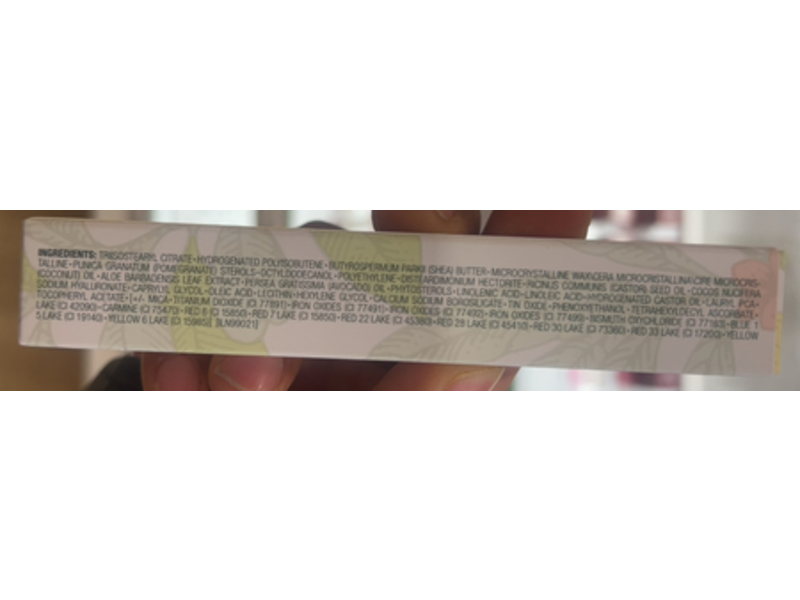 INGREDIENTS: TRIISOSTEARYL CITRATE • HYDROGENATED POLYISOBUTENE • BUTYROSPERMUM PARKII (SHEA) BUTTER • MICROCRYSTALLINE WAX\CERA MICROCRISTALLINA\CIRE MICROCRIS-
TALLINE • PUNICA GRANATUM (POMEGRANATE) STEROLS • OCTYLDODECANOL • POLYETHYLENE • DISTEARDIMONIUM HECTORITE • RICINUS COMMUNIS (CASTOR) SEED OIL • COCOS NUCIFERA
(COCONUT) OIL • ALOE BARBADENSIS LEAF EXTRACT • PERSEA GRATISSIMA (AVOCADO) OIL • PHYTOSTEROLS • LINOLENIC ACID • LINOLEIC ACID • HYDROGENATED CASTOR OIL • LAURYL PCA •
SODIUM HYALURONATE • CAPRYLYL GLYCOL • OLEIC ACID • LECITHIN • HEXYLENE GLYCOL • CALCIUM SODIUM BOROSILICATE • TIN OXIDE • PHENOXYETHANOL • TETRAHEXYLDECYL ASCORBATE •
TOCOPHERYL ACETATE • [+/- MICA • TITANIUM DIOXIDE (CI 77891) • IRON OXIDES (CI 77491) • IRON OXIDES (CI 77492) • IRON OXIDES (CI 77499) • BISMUTH OXYCHLORIDE (CI 77163) • BLUE 1
LAKE (CI 42090) • CARMINE (CI 75470) • RED 6 (CI 15850) • RED 7 LAKE (CI 15850) • RED 22 LAKE (CI 45380) • RED 28 LAKE (CI 45410) • RED 30 LAKE (CI 73360) • RED 33 LAKE (CI 17200) • YELLOW
5 LAKE (CI 19140) • YELLOW 6 LAKE (CI 15985)] [ILN99021]